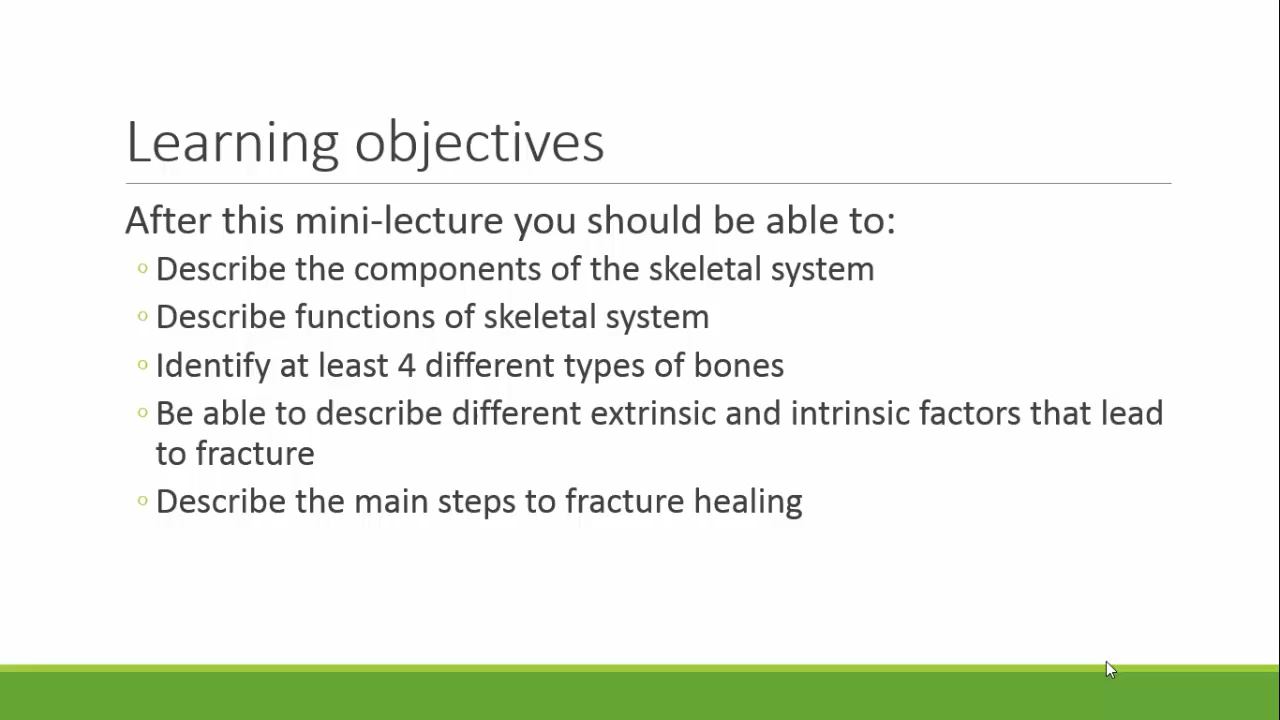 Learning objectives
After this mini-lecture you should be able to:
◦ Describe the components of the skeletal system
◦ Describe functions of skeletal system
◦ Identify at least 4 different types of bones
◦ Be able to describe different extrinsic and intrinsic factors that lead
to fracture
◦ Describe the main steps to fracture healing